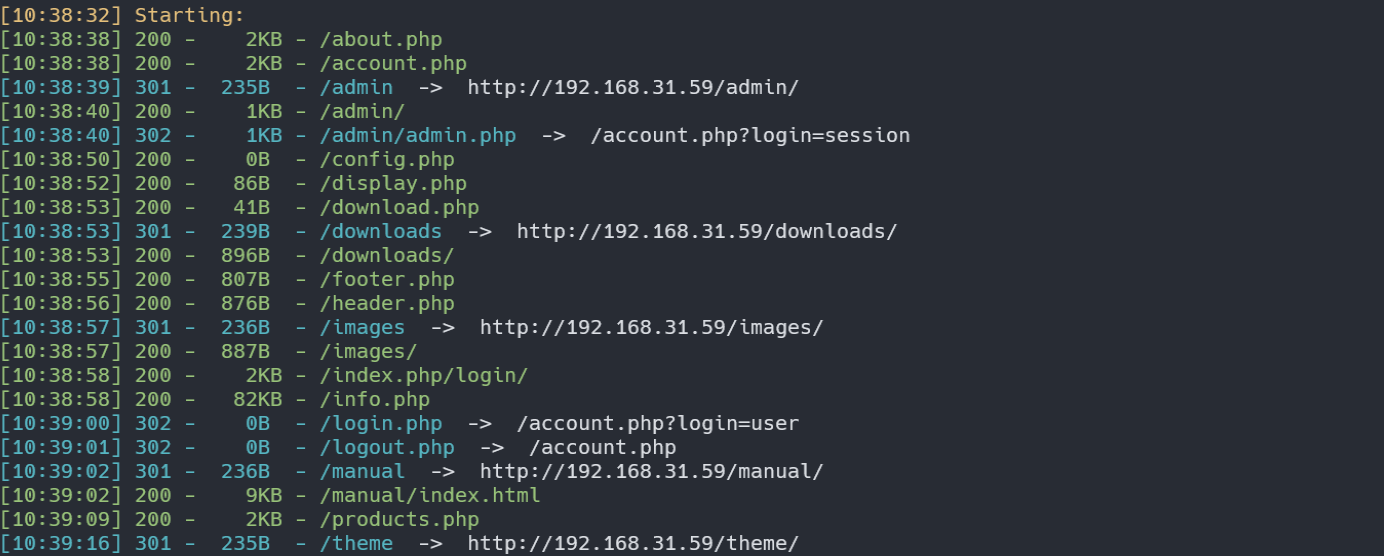 [10:38:32] Starting:
[10:38:38] 200 -    2KB - /about.php
[10:38:38] 200 -    2KB - /account.php
[10:38:39] 301 -  235B  - /admin  ->  http://192.168.31.59/admin/
[10:38:40] 200 -    1KB - /admin/
[10:38:40] 302 -    1KB - /admin/admin.php  ->  /account.php?login=session
[10:38:50] 200 -    0B  - /config.php
[10:38:52] 200 -   86B  - /display.php
[10:38:53] 200 -   41B  - /download.php
[10:38:53] 301 -  239B  - /downloads  ->  http://192.168.31.59/downloads/
[10:38:53] 200 -  896B  - /downloads/
[10:38:55] 200 -  807B  - /footer.php
[10:38:56] 200 -  876B  - /header.php
[10:38:57] 301 -  236B  - /images  ->  http://192.168.31.59/images/
[10:38:57] 200 -  887B  - /images/
[10:38:58] 200 -    2KB - /index.php/login/
[10:38:58] 200 -   82KB - /info.php
[10:39:00] 302 -    0B  - /login.php  ->  /account.php?login=user
[10:39:01] 302 -    0B  - /logout.php  ->  /account.php
[10:39:02] 301 -  236B  - /manual  ->  http://192.168.31.59/manual/
[10:39:02] 200 -    9KB - /manual/index.html
[10:39:09] 200 -    2KB - /products.php
[10:39:16] 301 -  235B  - /theme  ->  http://192.168.31.59/theme/